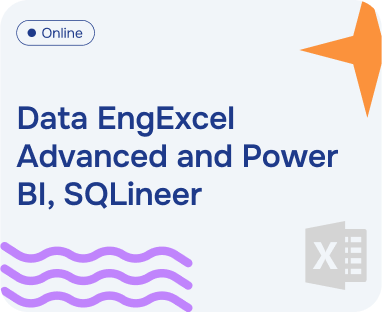 Online
Data EngExcel
Advanced and Power
BI, SQLineer
X